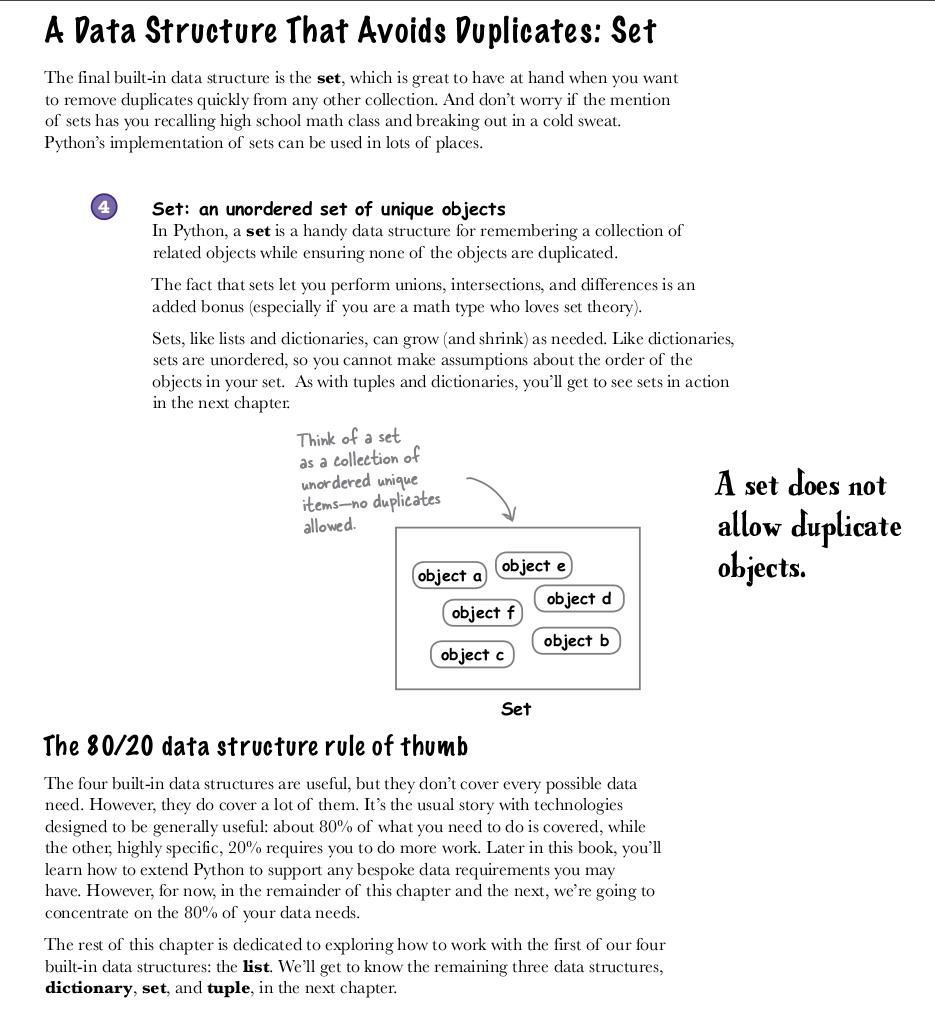 A Data Structure That Avoids Duplicates: Set
The final built-in data structure is the set, which is great to have at hand when you want
to remove duplicates quickly from any other collection. And don’t worry if the mention
of sets has you recalling high school math class and breaking out in a cold sweat.
Python’s implementation of sets can be used in lots of places.
4
Set: an unordered set of unique objects
In Python, a set is a handy data structure for remembering a collection of
related objects while ensuring none of the objects are duplicated.
The fact that sets let you perform unions, intersections, and differences is an
added bonus (especially if you are a math type who loves set theory).
Sets, like lists and dictionaries, can grow (and shrink) as needed. Like dictionaries,
sets are unordered, so you cannot make assumptions about the order of the
objects in your set. As with tuples and dictionaries, you’ll get to see sets in action
in the next chapter.
Think of a set
as a collection of
unordered unique
items—no duplicates
allowed.
A set does not
allow duplicate
objects.
object a
object e
object f
object d
object c
object b
Set
The 80/20 data structure rule of thumb
The four built-in data structures are useful, but they don’t cover every possible data
need. However, they do cover a lot of them. It’s the usual story with technologies
designed to be generally useful: about 80% of what you need to do is covered, while
the other, highly specific, 20% requires you to do more work. Later in this book, you’ll
learn how to extend Python to support any bespoke data requirements you may
have. However, for now, in the remainder of this chapter and the next, we’re going to
concentrate on the 80% of your data needs.
The rest of this chapter is dedicated to exploring how to work with the first of our four
built-in data structures: the list. We’ll get to know the remaining three data structures,
dictionary, set, and tuple, in the next chapter.